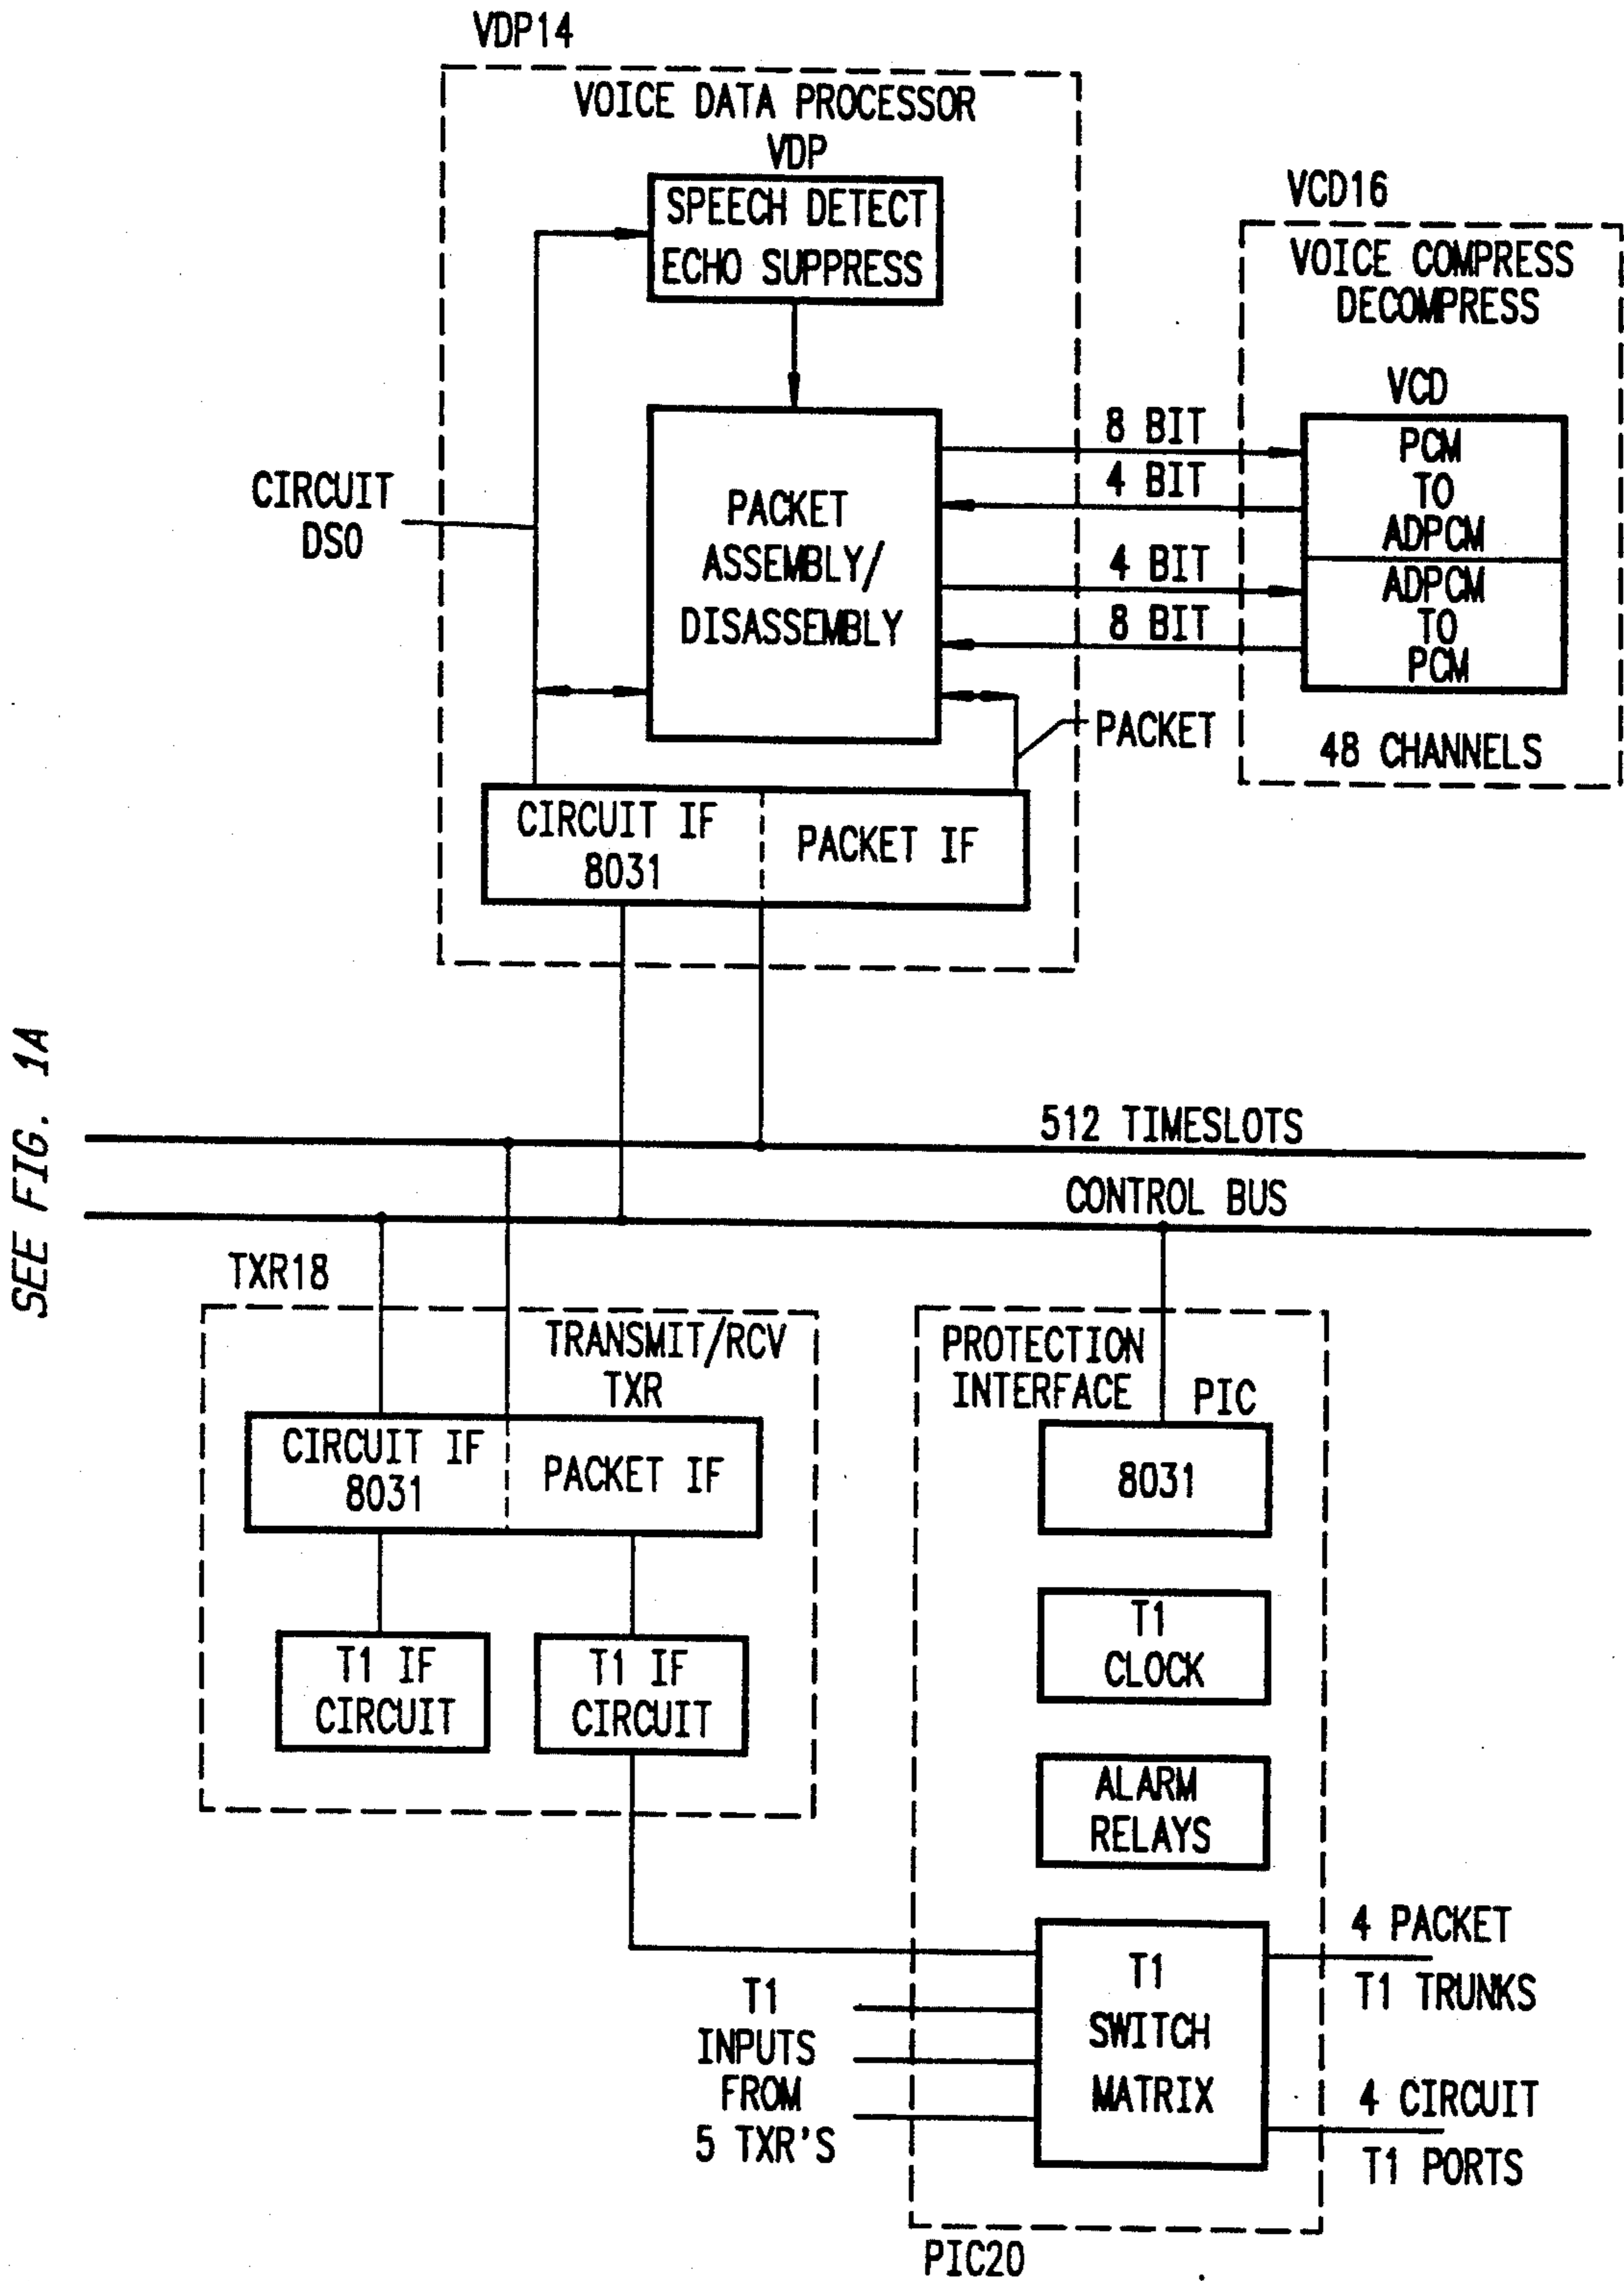 VDP14
VOICE DATA PROCESSOR
VDP
SPEECH DETECT
ECHO SUPPRESS
VCD16
VOICE COMPRESS
DECOMPRESS
VCD
PCM
TO
ADPCM
ADPCM
TO
PCM
48 CHANNELS
8 BIT
4 BIT
4 BIT
8 BIT
CIRCUIT
DS0
PACKET
ASSEMBLY/
DISASSEMBLY
PACKET
CIRCUIT IF
8031
PACKET IF
SEE FIG. 1A
512 TIMESLOTS
CONTROL BUS
TXR18
TRANSMIT/RCV
TXR
CIRCUIT IF
8031
PACKET IF
T1 IF
CIRCUIT
T1 IF
CIRCUIT
PROTECTION
INTERFACE
PIC
8031
T1
CLOCK
ALARM
RELAYS
T1
SWITCH
MATRIX
T1
INPUTS
FROM
5 TXR'S
4 PACKET
T1 TRUNKS
4 CIRCUIT
T1 PORTS
PIC20